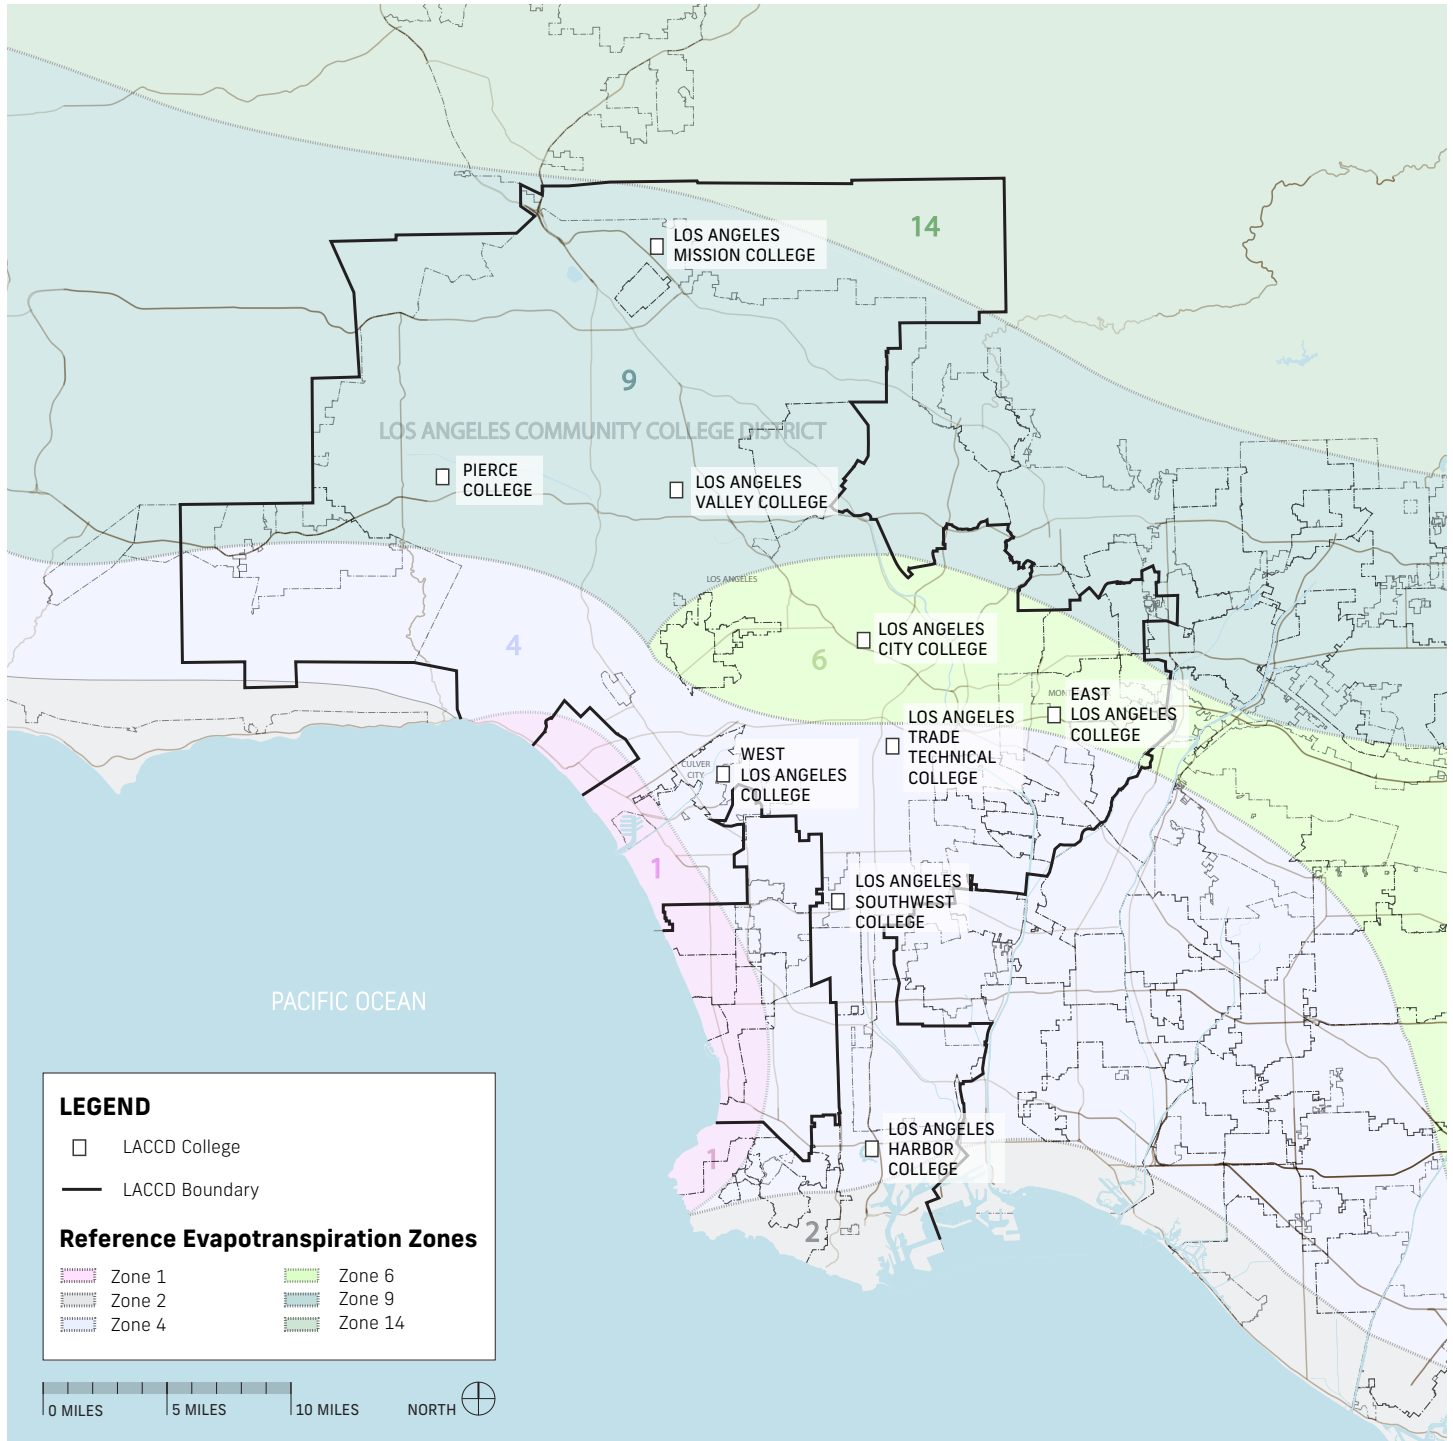 14
LOS ANGELES
MISSION COLLEGE
9
LOS ANGELES COMMUNITY COLLEGE DISTRICT
PIERCE
COLLEGE
LOS ANGELES
VALLEY COLLEGE
LOS ANGELES
4
6
LOS ANGELES
CITY COLLEGE
EAST
LOS ANGELES
COLLEGE
LOS ANGELES
TRADE
TECHNICAL
COLLEGE
WEST
LOS ANGELES
COLLEGE
CULVER
CITY
1
LOS ANGELES
SOUTHWEST
COLLEGE
PACIFIC OCEAN
LOS ANGELES
HARBOR
COLLEGE
1
2
LEGEND
LACCD College
LACCD Boundary
Reference Evapotranspiration Zones
Zone 1
Zone 2
Zone 4
Zone 6
Zone 9
Zone 14
0 MILES
5 MILES
10 MILES
NORTH